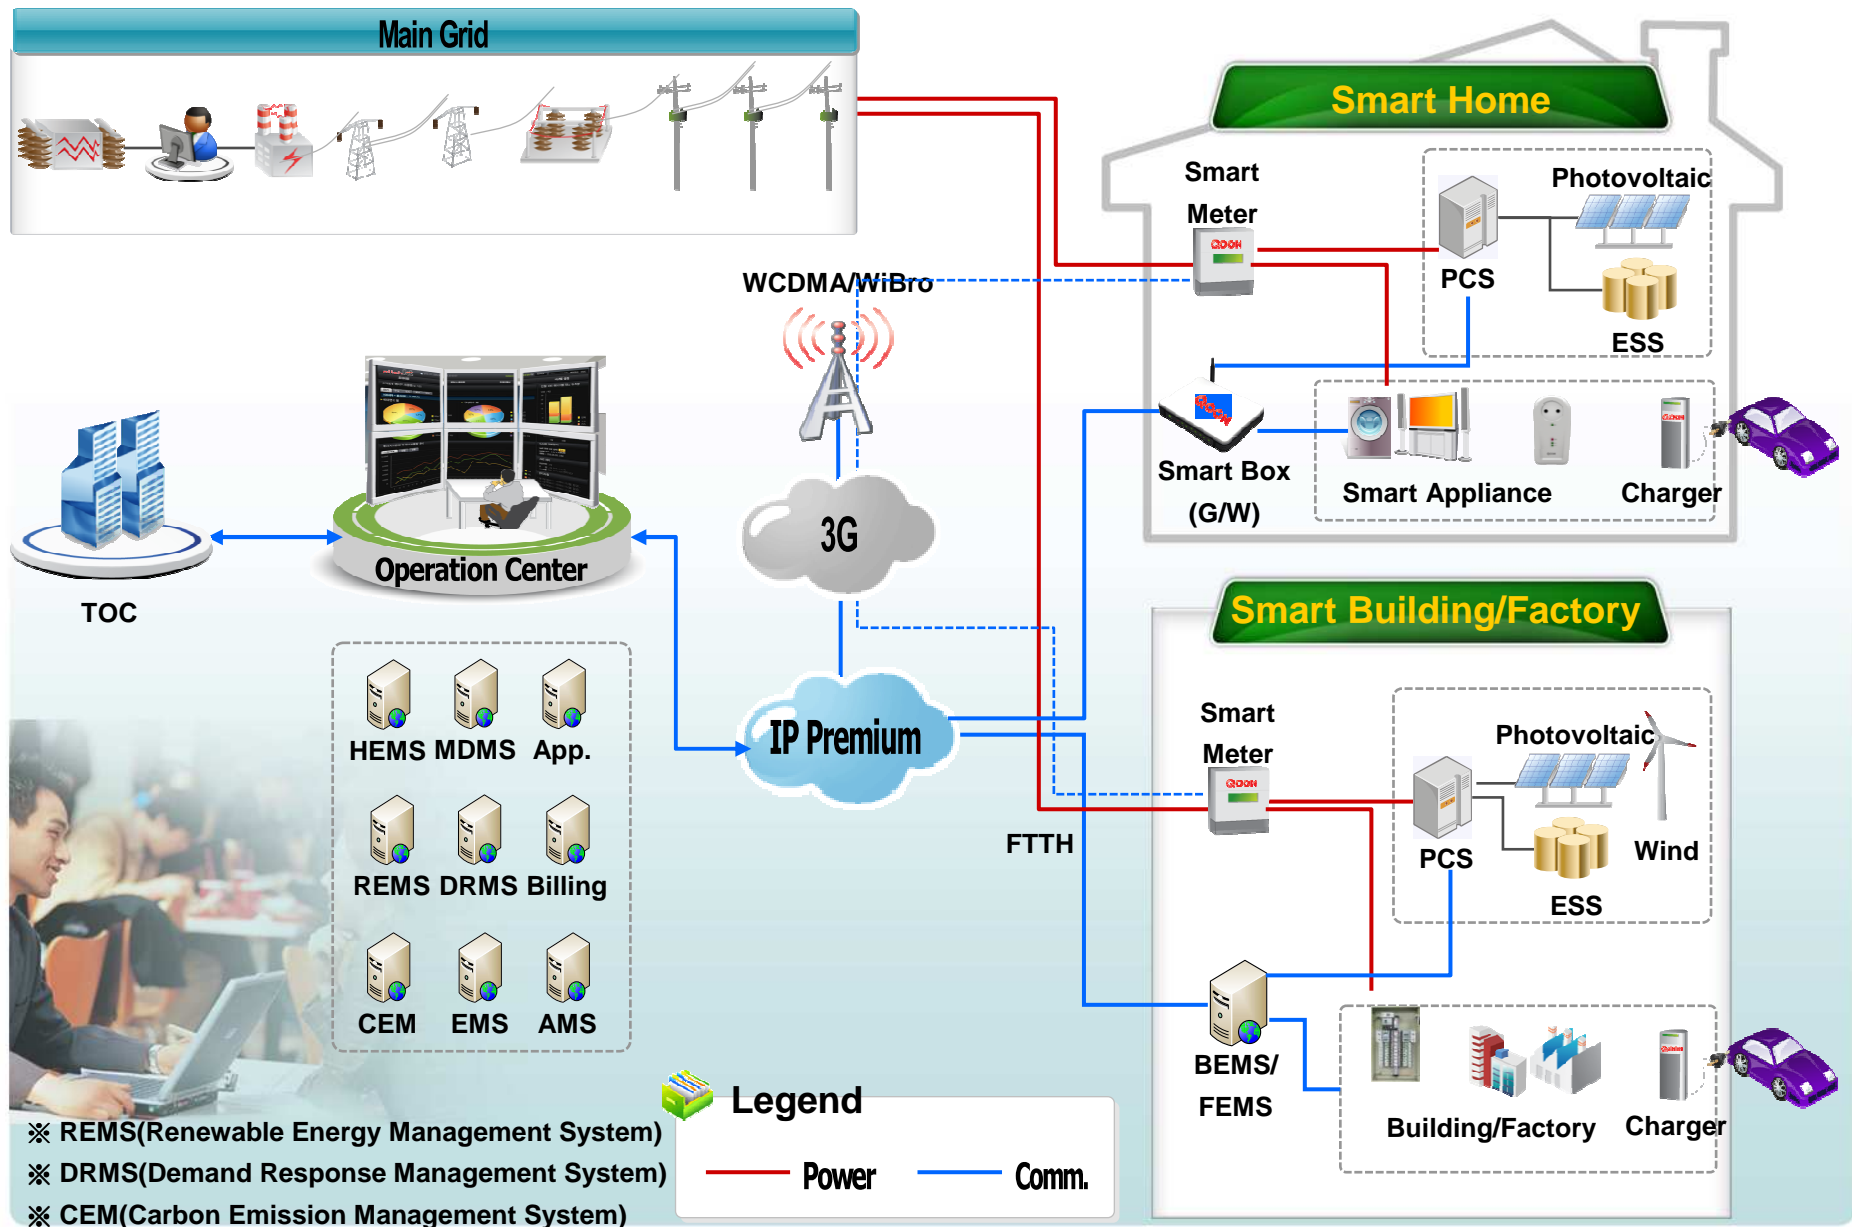 Main Grid
Smart Home
Smart
Meter
QOOK
Photovoltaic
PCS
ESS
WCDMA/WiBro
QOOK
Smart Box
(G/W)
Smart Appliance
Charger
3G
Operation Center
TOC
Smart Building/Factory
HEMS MDMS App.
REMS DRMS Billing
CEM EMS AMS
IP Premium
Smart
Meter
QOOK
Photovoltaic
PCS
Wind
ESS
FTTH
BEMS/
FEMS
Building/Factory
Charger
Legend
Power
Comm.
※ REMS(Renewable Energy Management System)
※ DRMS(Demand Response Management System)
※ CEM(Carbon Emission Management System)